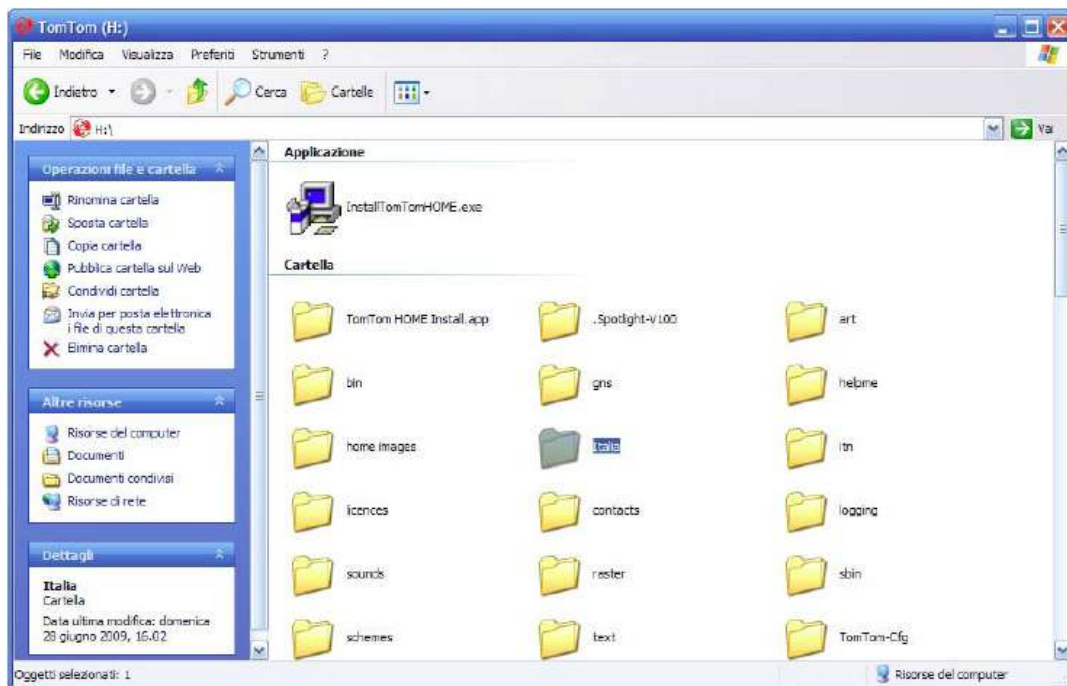 TomTom (H:)
File Modifica Visualizza Preferiti Strumenti ?
Indietro Cerca Cartelle
Indirizzo H:\ Vai
Operazioni file e cartella
Rinomina cartella
Sposta cartella
Copia cartella
Pubblica cartella sul Web
Condividi cartella
Invia per posta elettronica
i file di questa cartella
Elimina cartella
Altre risorse
Risorse del computer
Documenti
Documenti condivisi
Risorse di rete
Dettagli
Italia
Cartella
Data ultima modifica: domenica
28 giugno 2009, 16.02
Applicazione
InstallTomTomHOME.exe
Cartella
TomTom HOME Install.app .Spotlight-V100 art
bin gns helpme
home images Italia itn
licences contacts logging
sounds raster sbin
schemes text TomTom-Cfg
Oggetti selezionati: 1 Risorse del computer